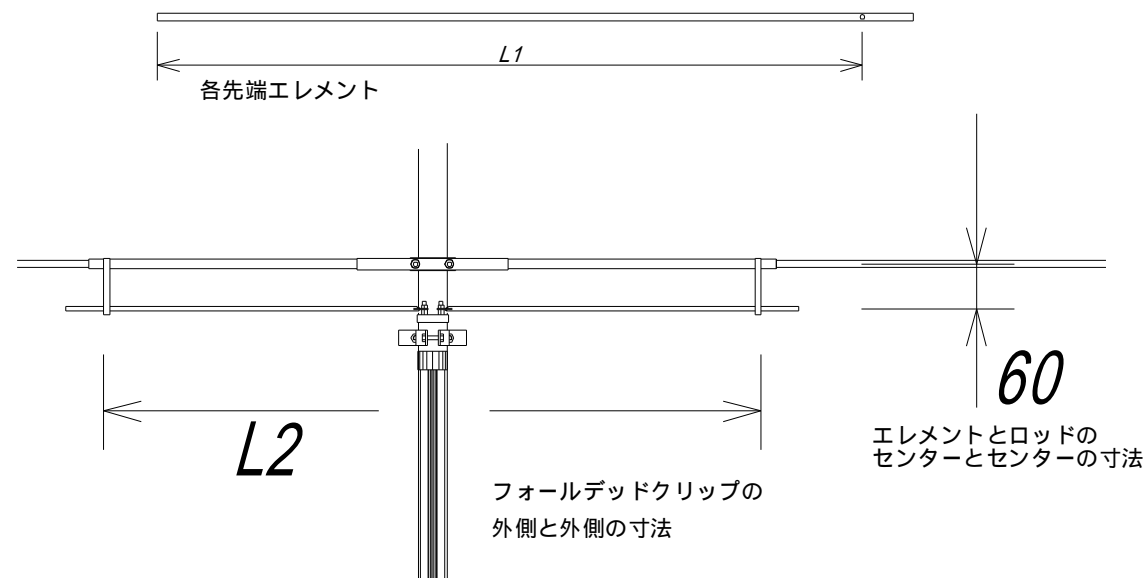 L1
各先端エレメント
60
エレメントとロッドの
センターとセンターの寸法
L2
フォールデッドクリップの
外側と外側の寸法